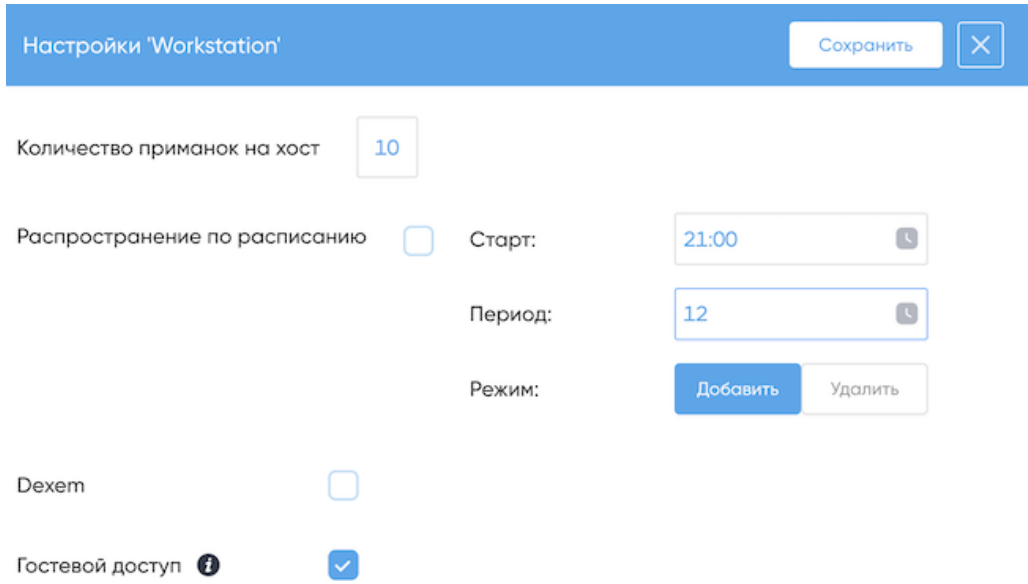 Настройки 'Workstation' Сохранить
Количество приманок на хост 10
Распространение по расписанию Старт: 21:00
Период: 12
Режим: Добавить Удалить
Dexem
Гостевой доступ